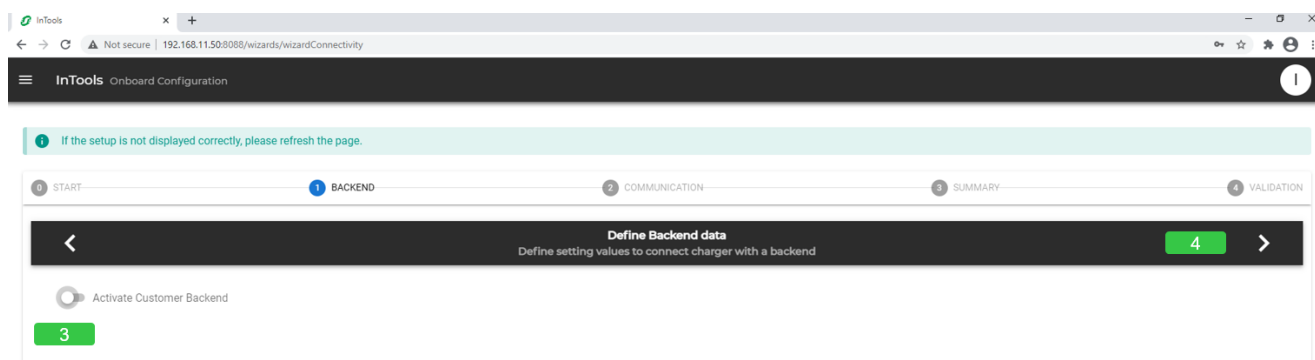 InTools
Not secure | 192.168.11.50:8088/wizards/wizardConnectivity
InTools Onboard Configuration
I
If the setup is not displayed correctly, please refresh the page.
0 START 1 BACKEND 2 COMMUNICATION 3 SUMMARY 4 VALIDATION
Define Backend data
Define setting values to connect charger with a backend
4
Activate Customer Backend
3